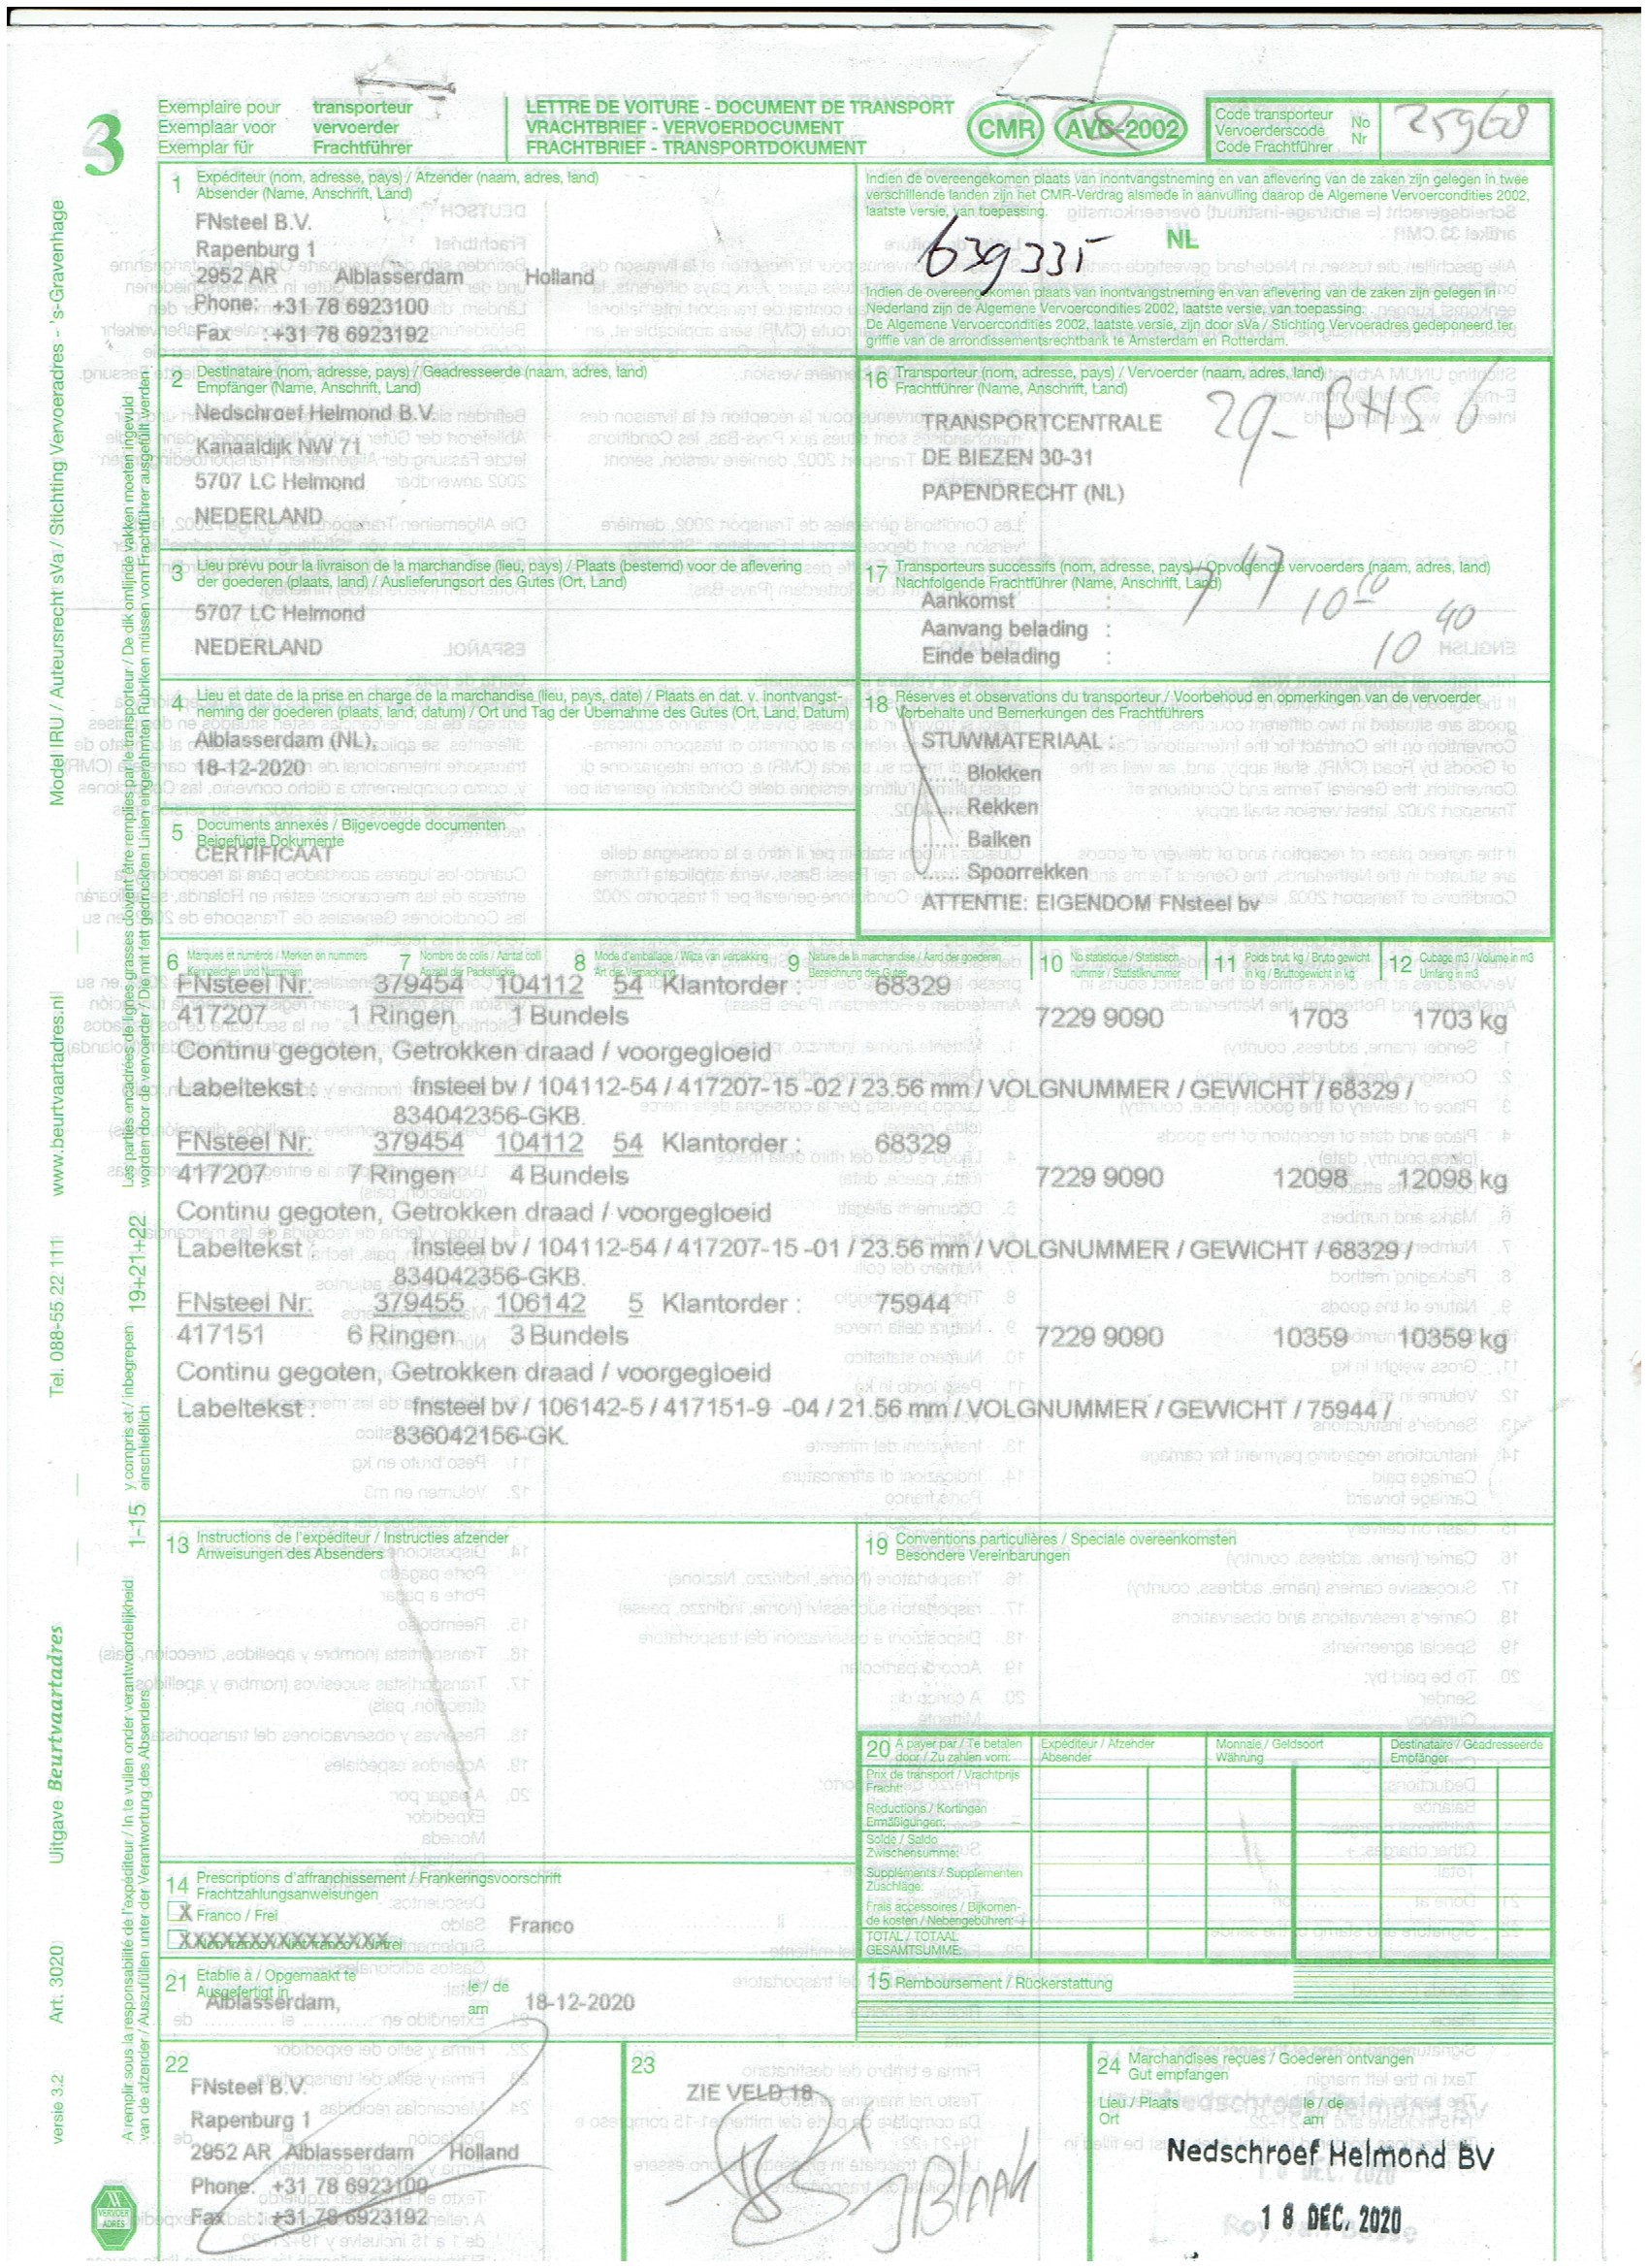 3
Exemplaire pour transporteur
Exemplaar voor vervoerder
Exemplar für Frachtführer
LETTRE DE VOITURE - DOCUMENT DE TRANSPORT
VRACHTBRIEF - VERVOERDOCUMENT
FRACHTBRIEF - TRANSPORTDOKUMENT
CMR AVC-2002
Code transporteur
Vervoerderscode
Code Frachtführer
No
Nr
25968
1 Expéditeur (nom, adresse, pays) / Afzender (naam, adres, land)
Absender (Name, Anschrift, Land)
FNsteel B.V.
Rapenburg 1
2952 AR Alblasserdam Holland
Phone: +31 78 6923100
Fax : +31 78 6923192
Indien de overeengekomen plaats van inontvangstneming en van aflevering van de zaken zijn gelegen in twee
verschillende landen zijn het CMR-Verdrag alsmede in aanvulling daarop de Algemene Vervoercondities 2002,
laatste versie, van toepassing.
NL
639335
Indien de overeengekomen plaats van inontvangstneming en van aflevering van de zaken zijn gelegen in
Nederland zijn de Algemene Vervoercondities 2002, laatste versie, van toepassing.
De Algemene Vervoercondities 2002, laatste versie, zijn door sVa / Stichting Vervoeradres gedeponeerd ter
griffie van de arrondissementsrechtbank te Amsterdam en Rotterdam.
2 Destinataire (nom, adresse, pays) / Geadresseerde (naam, adres, land)
Empfänger (Name, Anschrift, Land)
Nedschroef Helmond B.V.
Kanaaldijk NW 71
5707 LC Helmond
NEDERLAND
16 Transporteur (nom, adresse, pays) / Vervoerder (naam, adres, land)
Frachtführer (Name, Anschrift, Land)
TRANSPORTCENTRALE
DE BIEZEN 30-31
PAPENDRECHT (NL)
3 Lieu prévu pour la livraison de la marchandise (lieu, pays) / Plaats (bestemd) voor de aflevering
der goederen (plaats, land) / Auslieferungsort des Gutes (Ort, Land)
5707 LC Helmond
NEDERLAND
17 Transporteurs successifs (nom, adresse, pays) / Opvolgende vervoerders (naam, adres, land)
Nachfolgende Frachtführer (Name, Anschrift, Land)
Aankomst :
Aanvang belading : 10 10
Einde belading : 10 40
4 Lieu et date de la prise en charge de la marchandise (lieu, pays, date) / Plaats en dat. v. inontvangst-
neming der goederen (plaats, land, datum) / Ort und Tag der Übernahme des Gutes (Ort, Land, Datum)
Alblasserdam (NL),
18-12-2020
18 Réserves et observations du transporteur / Voorbehoud en opmerkingen van de vervoerder
Vorbehalte und Bemerkungen des Frachtführers
STUWMATERIAAL :
...... Blokken
...... Rekken
...... Balken
...... Spoorrekken
ATTENTIE: EIGENDOM FNsteel bv
5 Documents annexés / Bijgevoegde documenten
Beigefügte Dokumente
CERTIFICAAT
6 Marques et numéros / Merken en nummers
Kennzeichen und Nummern
7 Nombre de colis / Aantal colli
Anzahl der Packstücke
8 Mode d'emballage / Wijze van verpakking
Art des Verpackung
9 Nature de la marchandise / Aard der goederen
Bezeichnung des Gutes
10 No statistique / Statistisch
nummer / Statistiknummer
11 Poids brut, kg / Bruto gewicht
in kg / Bruttogewicht in kg
12 Cubage m3 / Volume in m3
Umfang in m3
FNsteel Nr: 379454 104112 54 Klantorder : 68329
417207 1 Ringen 1 Bundels 7229 9090 1703 1703 kg
Continu gegoten, Getrokken draad / voorgegloeid
Labeltekst : fnsteel bv / 104112-54 / 417207-15 -02 / 23.56 mm / VOLGNUMMER / GEWICHT / 68329 /
834042356-GKB.
FNsteel Nr: 379454 104112 54 Klantorder : 68329
417207 7 Ringen 4 Bundels 7229 9090 12098 12098 kg
Continu gegoten, Getrokken draad / voorgegloeid
Labeltekst : fnsteel bv / 104112-54 / 417207-15 -01 / 23.56 mm / VOLGNUMMER / GEWICHT / 68329 /
834042356-GKB.
FNsteel Nr: 379455 106142 5 Klantorder : 75944
417151 6 Ringen 3 Bundels 7229 9090 10359 10359 kg
Continu gegoten, Getrokken draad / voorgegloeid
Labeltekst : fnsteel bv / 106142-5 / 417151-9 -04 / 21.56 mm / VOLGNUMMER / GEWICHT / 75944 /
836042156-GK.
13 Instructions de l'expéditeur / Instructies afzender
Anweisungen des Absenders
19 Conventions particulières / Speciale overeenkomsten
Besondere Vereinbarungen
20 A payer par / Te betalen
door / Zu zahlen vom:
Expéditeur / Afzender
Absender
Monnaie / Geldsoort
Währung
Destinataire / Geadresseerde
Empfänger
Prix de transport / Vrachtprijs
Fracht:
Reductions / Kortingen
Ermäßigungen:
Solde / Saldo
Zwischensumme:
Suppléments / Supplementen
Zuschläge:
Frais accessoires / Bijkomen-
de kosten / Nebengebühren:
TOTAL / TOTAAL
GESAMTSUMME:
14 Prescriptions d'affranchissement / Frankeringsvoorschrift
Frachtzahlungsanweisungen
X Franco / Frei
Franco
Non franco / Niet franco / Unfrei
21 Etablie à / Opgemaakt te
Ausgefertigt in
Alblasserdam,
le / de
am
18-12-2020
15 Remboursement / Rückerstattung
22
FNsteel B.V.
Rapenburg 1
2952 AR Alblasserdam Holland
Phone: +31 78 6923100
Fax : +31 78 6923192
23
ZIE VELD 18
24 Marchandises reçues / Goederen ontvangen
Gut empfangen
Lieu / Plaats
Ort
le / de
am
Nedschroef Helmond BV
18 DEC. 2020
Model IRU / Auteursrecht sVa / Stichting Vervoeradres - 's-Gravenhage
www.beurtvaartadres.nl
Tel. 088-55 22 111
Uitgave Beurtvaartadres
Art. 3020
versie 3.2
Les parties encadrées de lignes grasses doivent être remplies par le transporteur / De dik omlijnde vakken moeten ingevuld
worden door de vervoerder / Die mit fett gedruckten Linien eingerahmten Rubriken müssen vom Frachtführer ausgefüllt werden
19+21+22
y compris et / inbegrepen
einschließlich
1-15
A remplir sous la responsabilité de l'expéditeur / In te vullen onder verantwoordelijkheid
van de afzender / Auszufüllen unter der Verantwortung des Absenders
VERVOER
ADRES